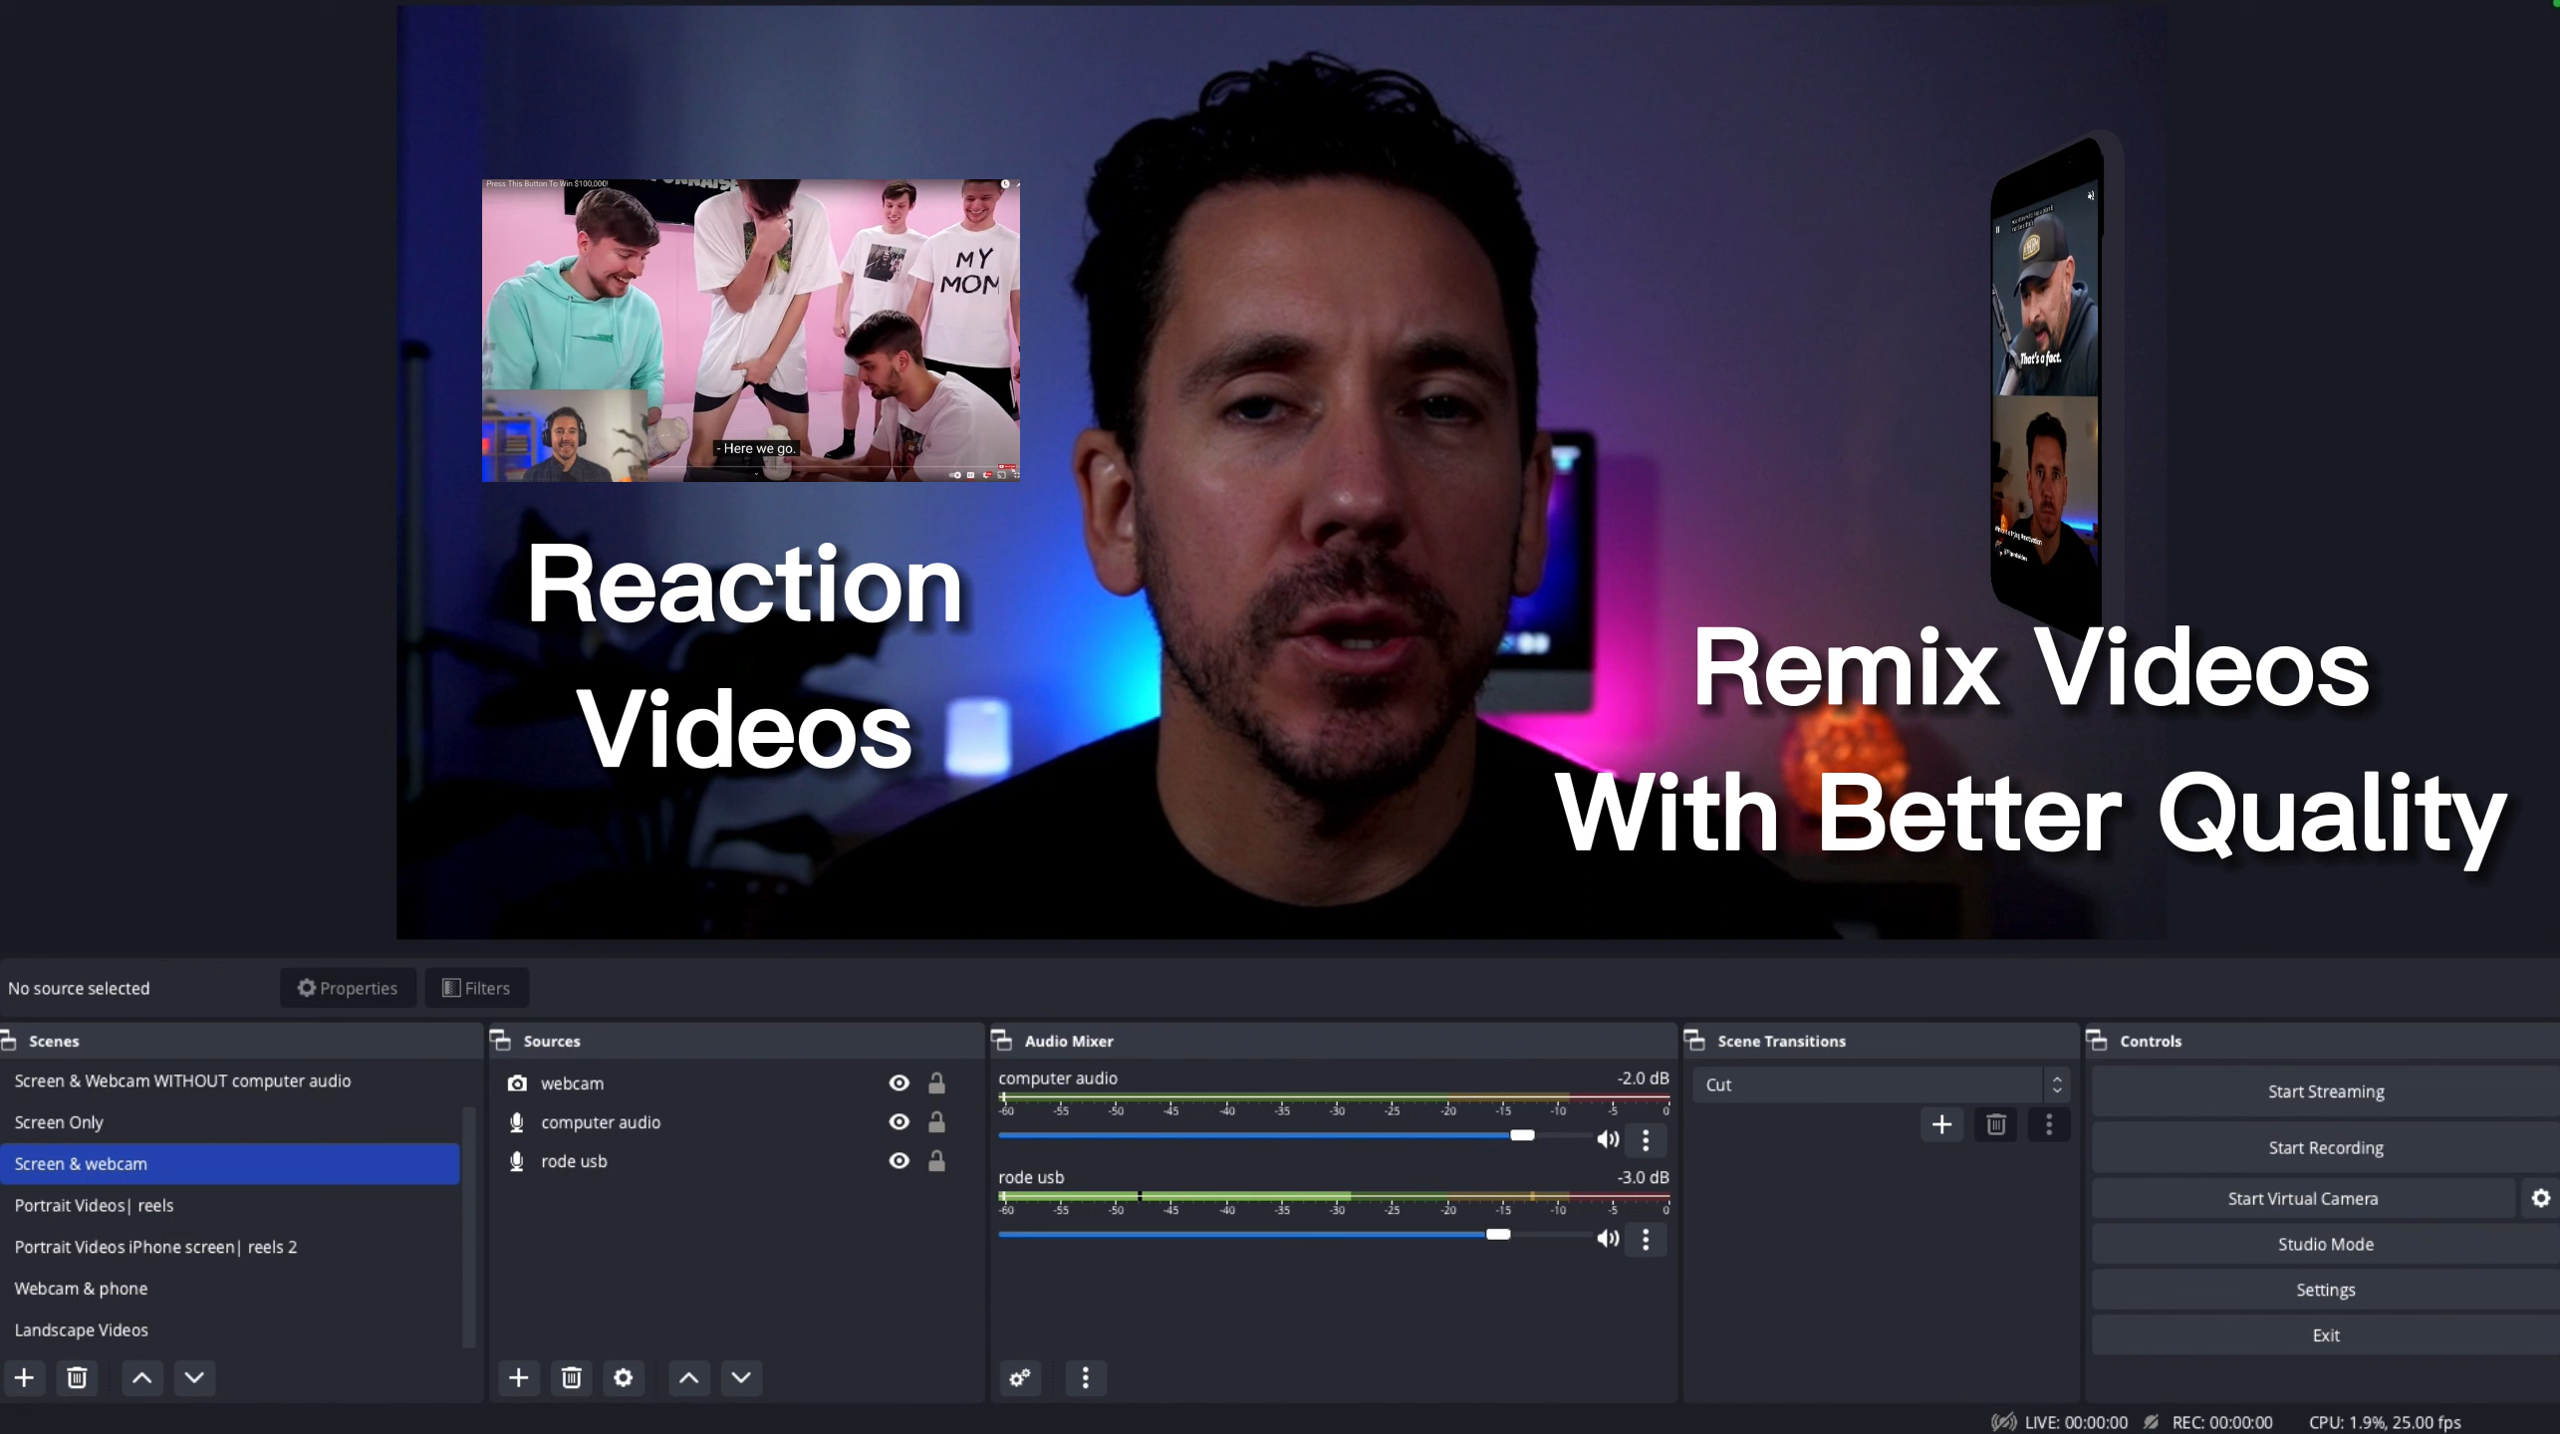 Press This Button To Win $100,000!
MY
MOM
- Here we go.
That's a fact.
Reaction
Videos
Remix Videos
With Better Quality
No source selected
Properties
Filters
Scenes
Screen & Webcam WITHOUT computer audio
Screen Only
Screen & webcam
Portrait Videos| reels
Portrait Videos iPhone screen| reels 2
Webcam & phone
Landscape Videos
Sources
webcam
computer audio
rode usb
Audio Mixer
computer audio -2.0 dB
-60 -55 -50 -45 -40 -35 -30 -25 -20 -15 -10 -5 0
rode usb -3.0 dB
-60 -55 -50 -45 -40 -35 -30 -25 -20 -15 -10 -5 0
Scene Transitions
Cut
Controls
Start Streaming
Start Recording
Start Virtual Camera
Studio Mode
Settings
Exit
LIVE: 00:00:00 REC: 00:00:00 CPU: 1.9%, 25.00 fps